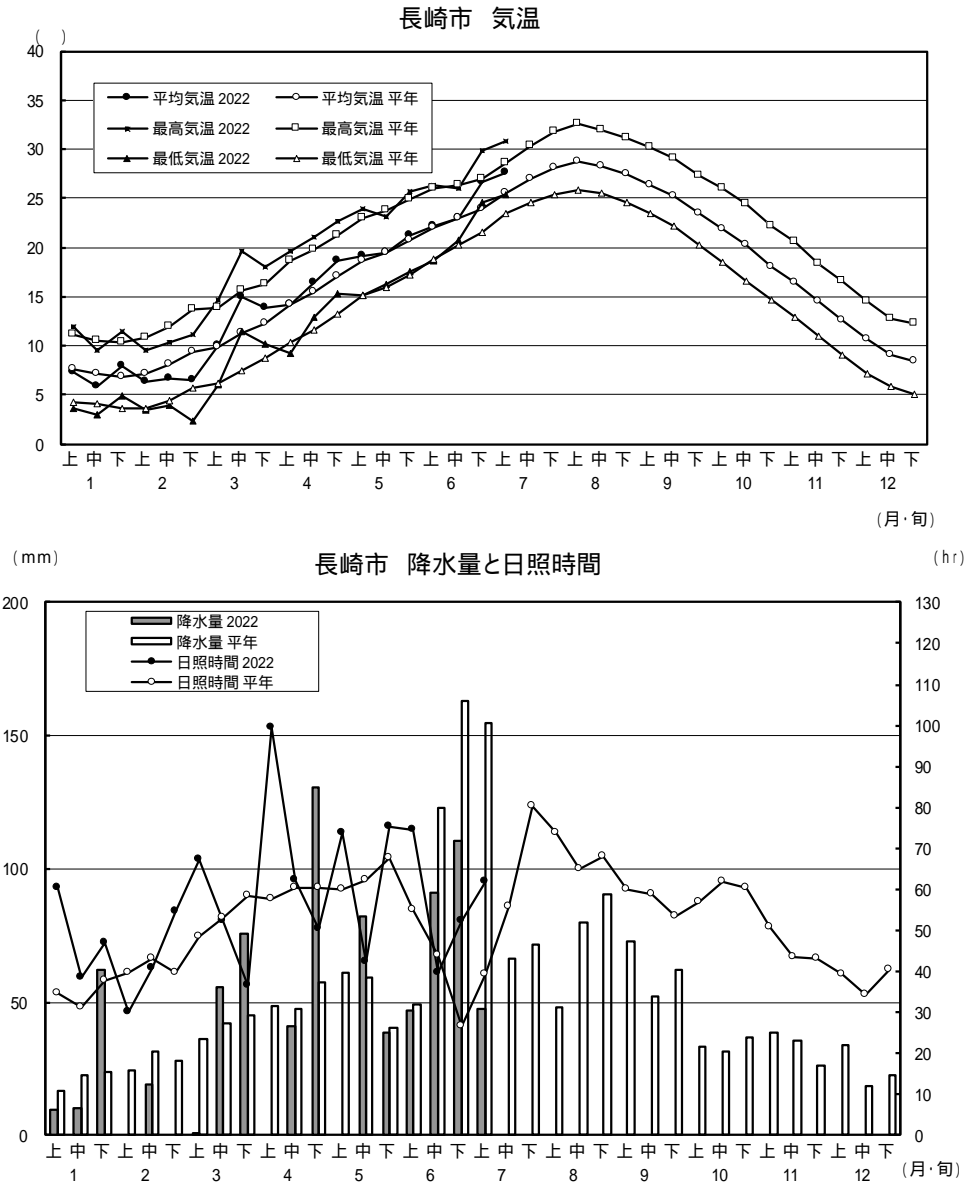 長崎市 気温
( )
40
35
30
25
20
15
10
5
0
平均気温 2022 平均気温 平年
最高気温 2022 最高気温 平年
最低気温 2022 最低気温 平年
上 中 下 上 中 下 上 中 下 上 中 下 上 中 下 上 中 下 上 中 下 上 中 下 上 中 下 上 中 下 上 中 下 上 中 下
1 2 3 4 5 6 7 8 9 10 11 12
(月・旬)
(mm) 長崎市 降水量と日照時間 (hr)
200
150
100
50
0
降水量 2022
降水量 平年
日照時間 2022
日照時間 平年
130
120
110
100
90
80
70
60
50
40
30
20
10
0
上 中 下 上 中 下 上 中 下 上 中 下 上 中 下 上 中 下 上 中 下 上 中 下 上 中 下 上 中 下 上 中 下 上 中 下
1 2 3 4 5 6 7 8 9 10 11 12 (月・旬)